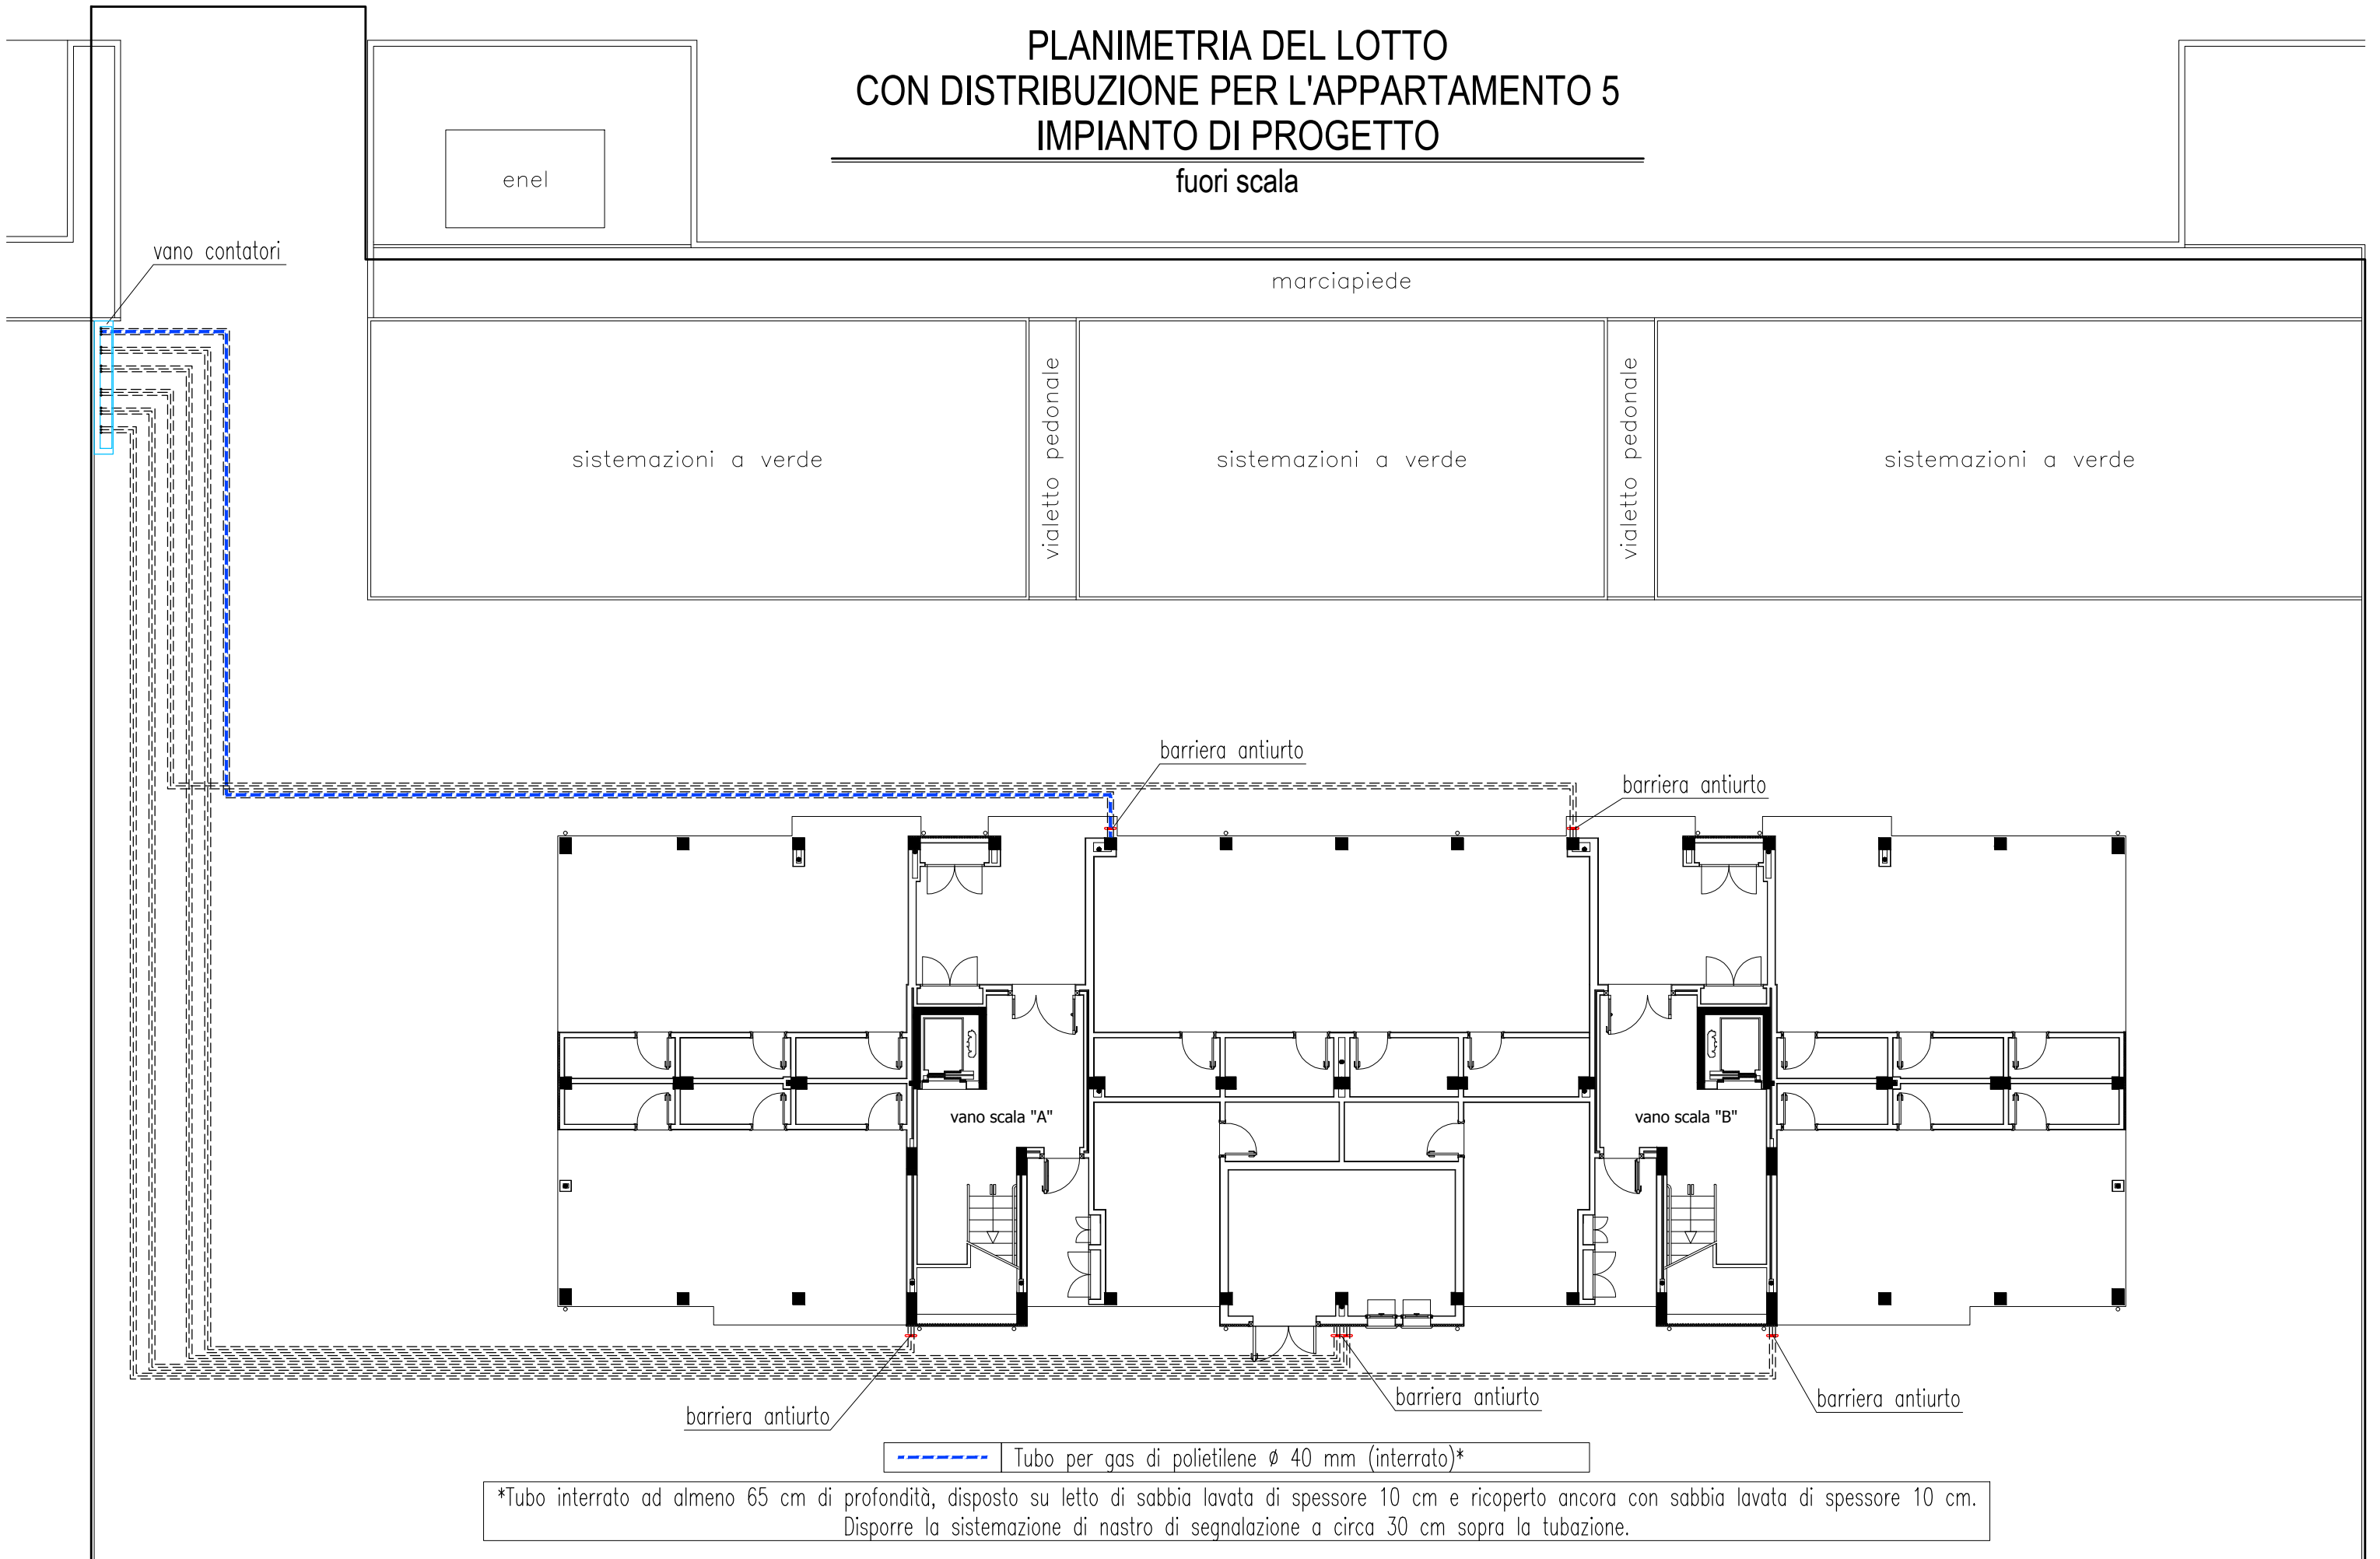 PLANIMETRIA DEL LOTTO
CON DISTRIBUZIONE PER L'APPARTAMENTO 5
IMPIANTO DI PROGETTO
fuori scala
enel
vano contatori
marciapiede
sistemazioni a verde
vialetto pedonale
sistemazioni a verde
vialetto pedonale
sistemazioni a verde
barriera antiurto
barriera antiurto
vano scala "A"
vano scala "B"
barriera antiurto
barriera antiurto
barriera antiurto
Tubo per gas di polietilene ø 40 mm (interrato)*
*Tubo interrato ad almeno 65 cm di profondità, disposto su letto di sabbia lavata di spessore 10 cm e ricoperto ancora con sabbia lavata di spessore 10 cm.
Disporre la sistemazione di nastro di segnalazione a circa 30 cm sopra la tubazione.